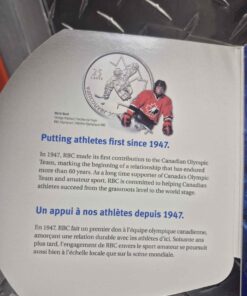 25
CENTS
Putting athletes first since 1947.
In 1947, RBC made its first contribution to the Canadian Olympic
Team, marking the beginning of a relationship that has endured
more than 60 years. As a long time supporter of Canada's Olympic
Team and amateur sport, RBC is committed to helping Canadian
athletes succeed from the grassroots level to the world stage.
Un appui à nos athlètes depuis 1947.
En 1947, RBC fait un premier don à l'équipe olympique canadienne,
amorçant une relation durable avec les athlètes d'ici. Soixante ans
plus tard, l'engagement de RBC envers le sport amateur se poursuit
aussi bien à l'échelle locale que sur la scène mondiale.